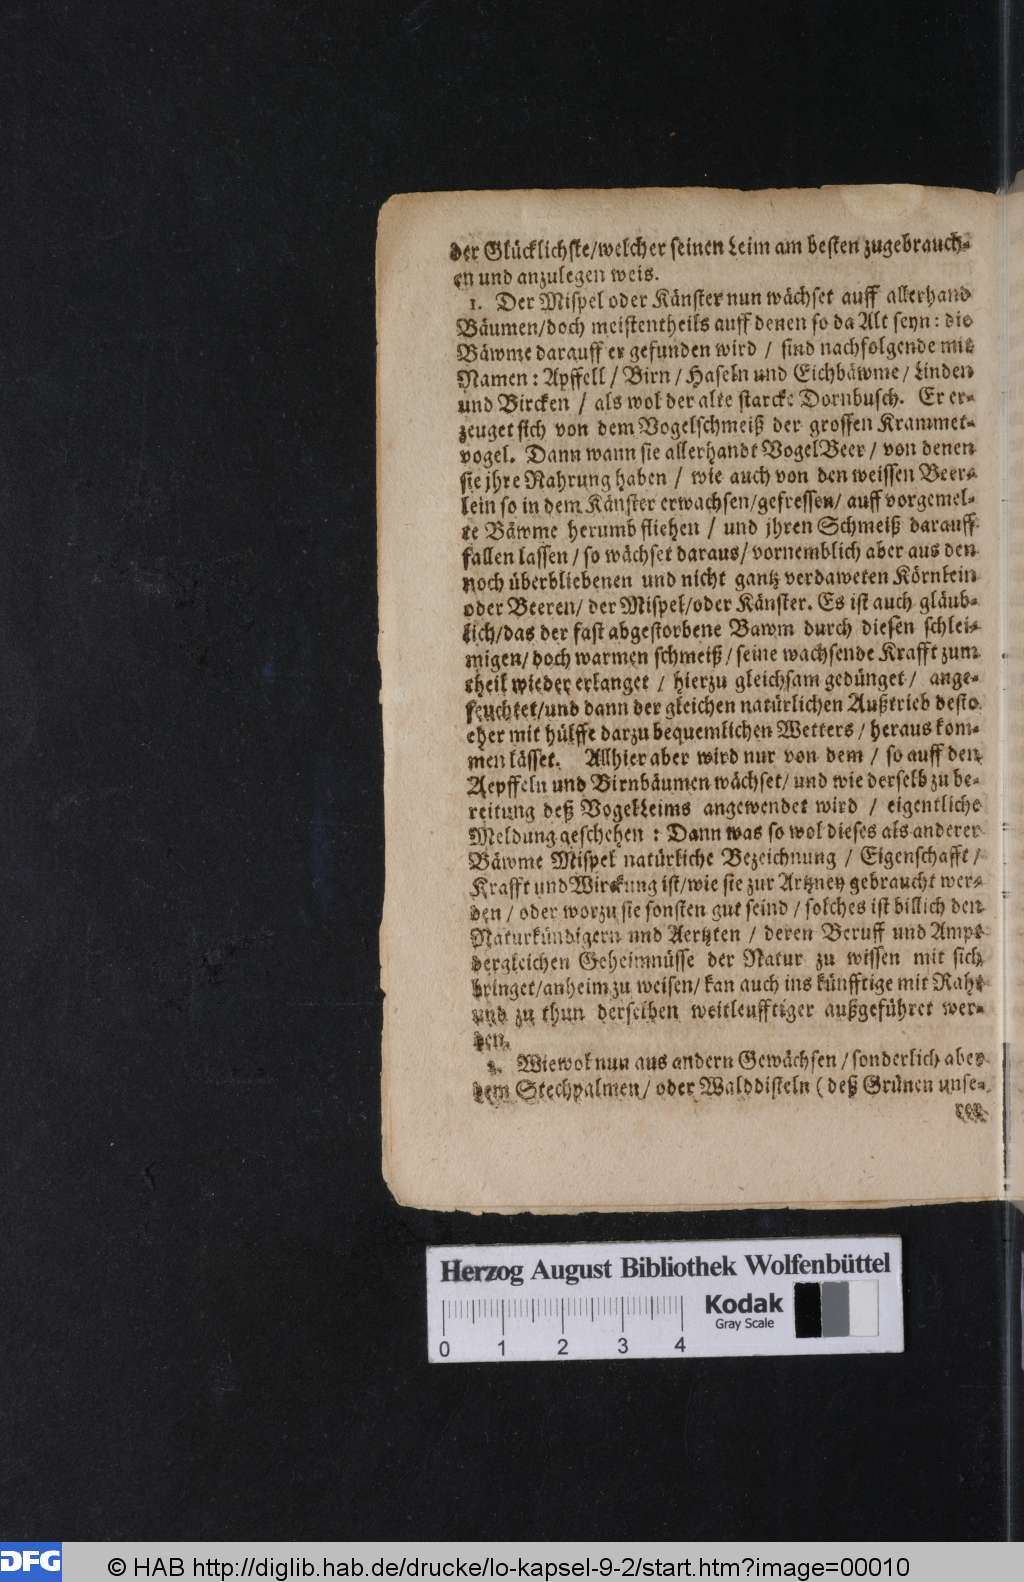 der Glücklichste/welcher seinen Leim am besten zugebrauch-
en und anzulegen weis.
1. Der Mispel oder Känster nun wächset auff allerhand
Bäumen/doch meistentheils auff denen so da Alt seyn: die
Bäwme darauff er gefunden wird / sind nachfolgende mit
Namen: Apffell / Birn / Haseln und Eichbäwme / Linden
und Bircken / als wol der alte starcke Dornbusch. Er er-
zeuget sich von dem Vogelschmeiß der grossen Krammet-
vogel. Dann wann sie allerhandt VogelBeer / von denen
sie jhre Nahrung haben / wie auch von den weissen Beer-
lein so in dem Känster erwachsen/gefressen/ auff vorgemel-
te Bäwme herumb fliehen / und jhren Schmeiß darauff
fallen lassen / so wächset daraus/ vornemblich aber aus den
noch überbliebenen und nicht gantz verdaweten Körnlein
oder Beeren/ der Mispel/oder Känster. Es ist auch gläub-
lich/das der fast abgestorbene Bawm durch diesen schlei-
migen/ doch warmen schmeiß / seine wachsende Krafft zum
theil wieder erlanget / hierzu gleichsam gedünget / ange-
feuchtet/und dann der gleichen natürlichen Außtrieb desto
eher mit hülffe darzu bequemlichen Wetters / heraus kom-
men lässet. Allhier aber wird nur von dem / so auff den
Aepffeln und Birnbäumen wächset/ und wie derselb zu be-
reitung deß VogelLeims angewendet wird / eigentliche
Meldung geschehen : Dann was so wol dieses als anderer
Bäwme Mispel natürliche Bezeichnung / Eigenschafft /
Krafft und Wirckung ist/wie sie zur Artzney gebraucht wer-
den / oder worzu sie sonsten gut seind / solches ist billich den
Naturkündigern und Aertzten / deren Beruff und Ampt
dergleichen Geheimnüsse der Natur zu wissen mit sich
bringet/anheim zu weisen/ kan auch ins künfftige mit Raht
und zu thun derselben weitleufftiger außgeführet wer-
den.
2. Wiewol nun aus andern Gewächsen / sonderlich aber
dem Stechpalmen / oder Walddisteln ( deß Grünen unse-
rer
Herzog August Bibliothek Wolfenbüttel
Kodak
Gray Scale
0 1 2 3 4
DFG
© HAB http://diglib.hab.de/drucke/lo-kapsel-9-2/start.htm?image=00010